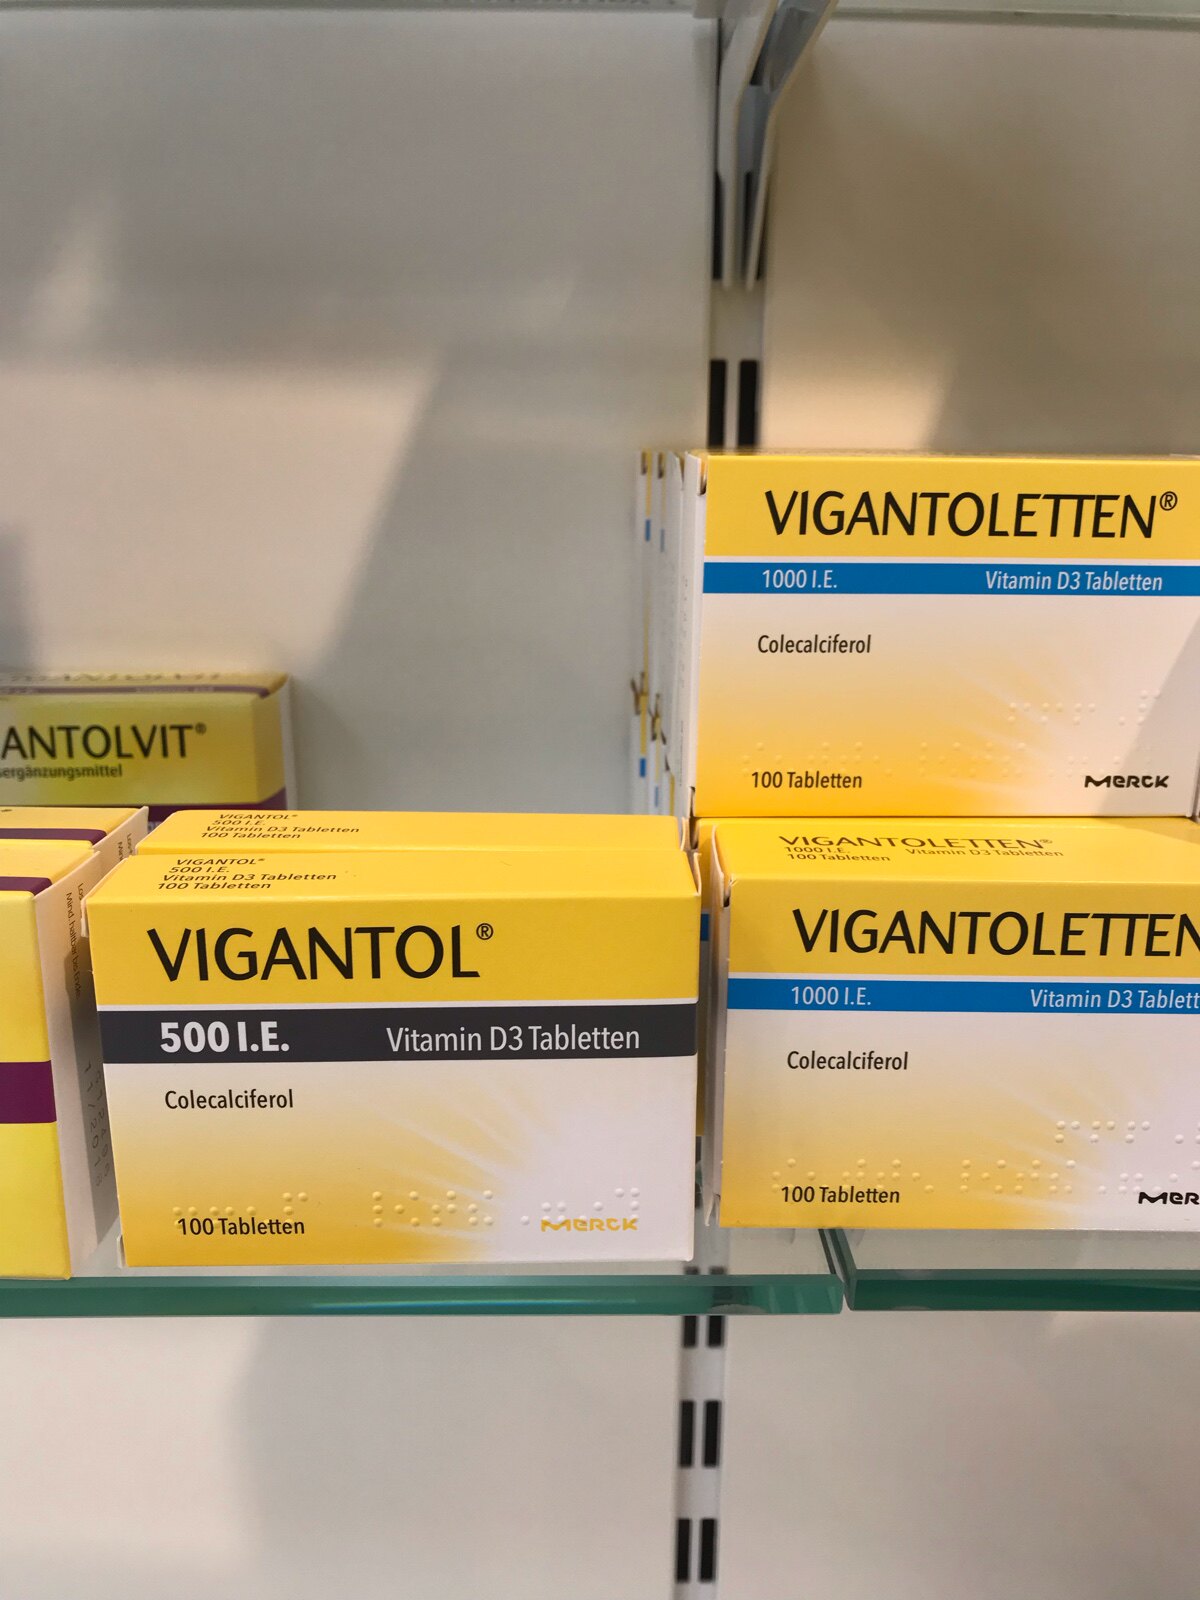 ANTOLVIT®
ergänzungsmittel
VIGANTOL®
500 I.E.
Vitamin D3 Tabletten
100 Tabletten
VIGANTOL®
500 I.E.
Vitamin D3 Tabletten
100 Tabletten
VIGANTOL®
500 I.E. Vitamin D3 Tabletten
Colecalciferol
100 Tabletten MERCK
VIGANTOLETTEN®
1000 I.E. Vitamin D3 Tabletten
Colecalciferol
100 Tabletten MERCK
VIGANTOLETTEN®
1000 I.E. Vitamin D3 Tabletten
100 Tabletten
VIGANTOLETTEN
1000 I.E. Vitamin D3 Tablett
Colecalciferol
100 Tabletten MER